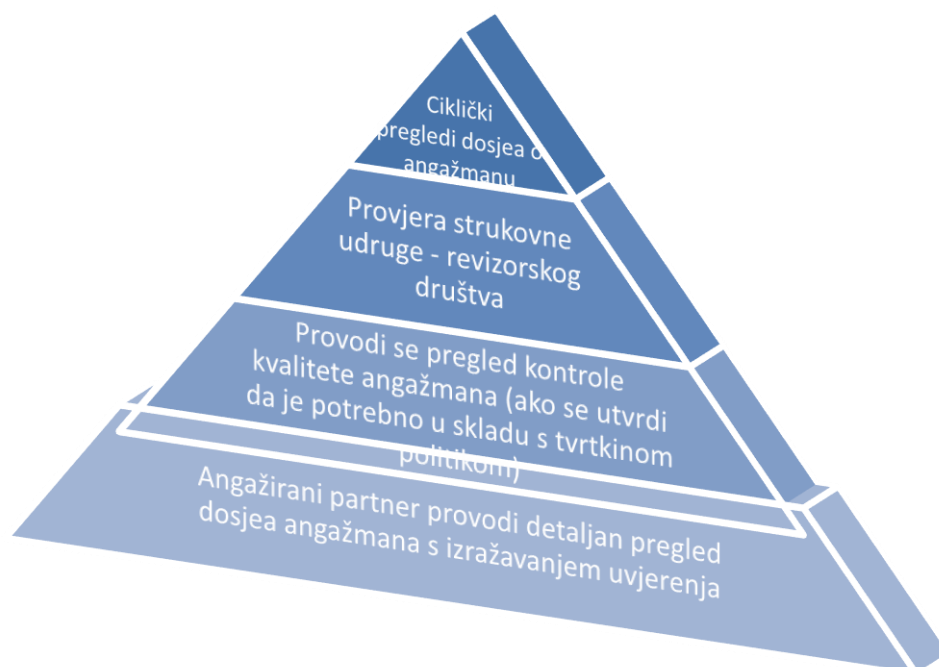 Ciklički
pregledi dosjea o
angažmanu
Provjera strukovne
udruge - revizorskog
društva
Provodi se pregled kontrole
kvalitete angažmana (ako se utvrdi
da je potrebno u skladu s tvrtkinom
politikom)
Angažirani partner provodi detaljan pregled
dosjea angažmana s izražavanjem uvjerenja